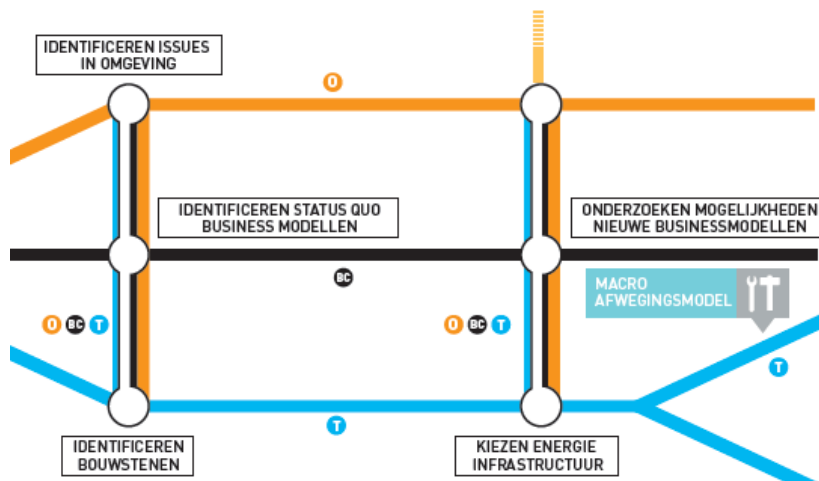 IDENTIFICEREN ISSUES
IN OMGEVING
O
IDENTIFICEREN STATUS QUO
BUSINESS MODELLEN
ONDERZOEKEN MOGELIJKHEDEN
NIEUWE BUSINESSMODELLEN
BC
MACRO
AFWEGINGSMODEL
O BC T
O BC T
T
T
IDENTIFICEREN
BOUWSTENEN
KIEZEN ENERGIE
INFRASTRUCTUUR